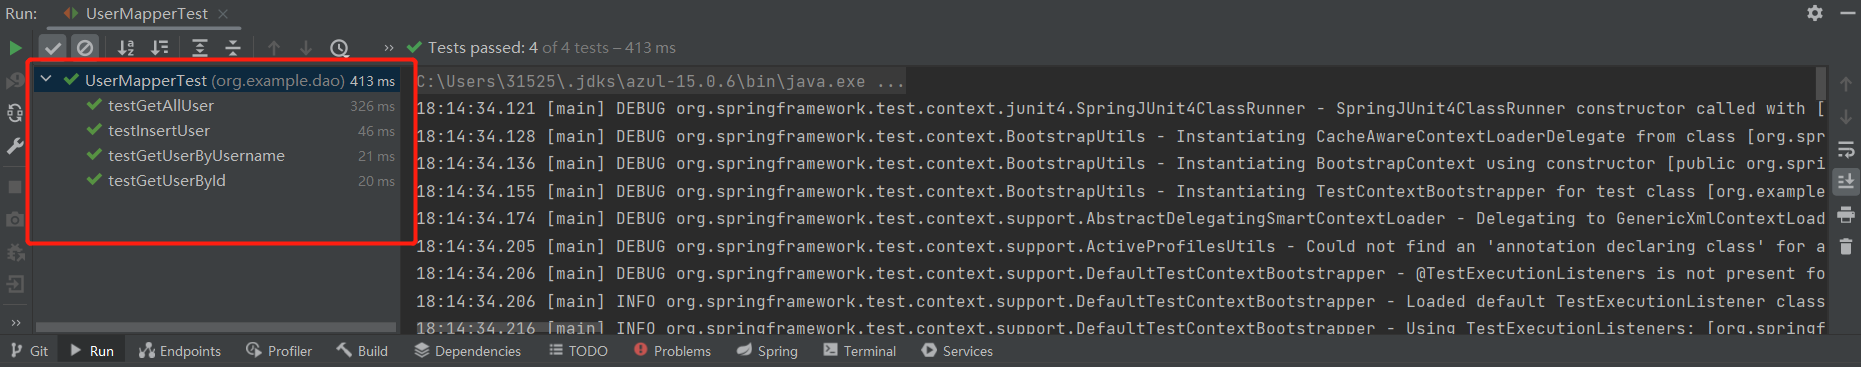 Run: UserMapperTest
Tests passed: 4 of 4 tests – 413 ms
UserMapperTest (org.example.dao) 413 ms
testGetAllUser 326 ms
testInsertUser 46 ms
testGetUserByUsername 21 ms
testGetUserById 20 ms
C:\Users\31525\.jdks\azul-15.0.6\bin\java.exe ...
18:14:34.121 [main] DEBUG org.springframework.test.context.junit4.SpringJUnit4ClassRunner - SpringJUnit4ClassRunner constructor called with [
18:14:34.128 [main] DEBUG org.springframework.test.context.BootstrapUtils - Instantiating CacheAwareContextLoaderDelegate from class [org.spr
18:14:34.136 [main] DEBUG org.springframework.test.context.BootstrapUtils - Instantiating BootstrapContext using constructor [public org.spri
18:14:34.155 [main] DEBUG org.springframework.test.context.BootstrapUtils - Instantiating TestContextBootstrapper for test class [org.example
18:14:34.174 [main] DEBUG org.springframework.test.context.support.AbstractDelegatingSmartContextLoader - Delegating to GenericXmlContextLoad
18:14:34.205 [main] DEBUG org.springframework.test.context.support.ActiveProfilesUtils - Could not find an 'annotation declaring class' for a
18:14:34.206 [main] DEBUG org.springframework.test.context.support.DefaultTestContextBootstrapper - @TestExecutionListeners is not present fo
18:14:34.206 [main] INFO org.springframework.test.context.support.DefaultTestContextBootstrapper - Loaded default TestExecutionListener class
18:14:34.216 [main] INFO org.springframework.test.context.support.DefaultTestContextBootstrapper - Using TestExecutionListeners: [org.springf
Git Run Endpoints Profiler Build Dependencies TODO Problems Spring Terminal Services